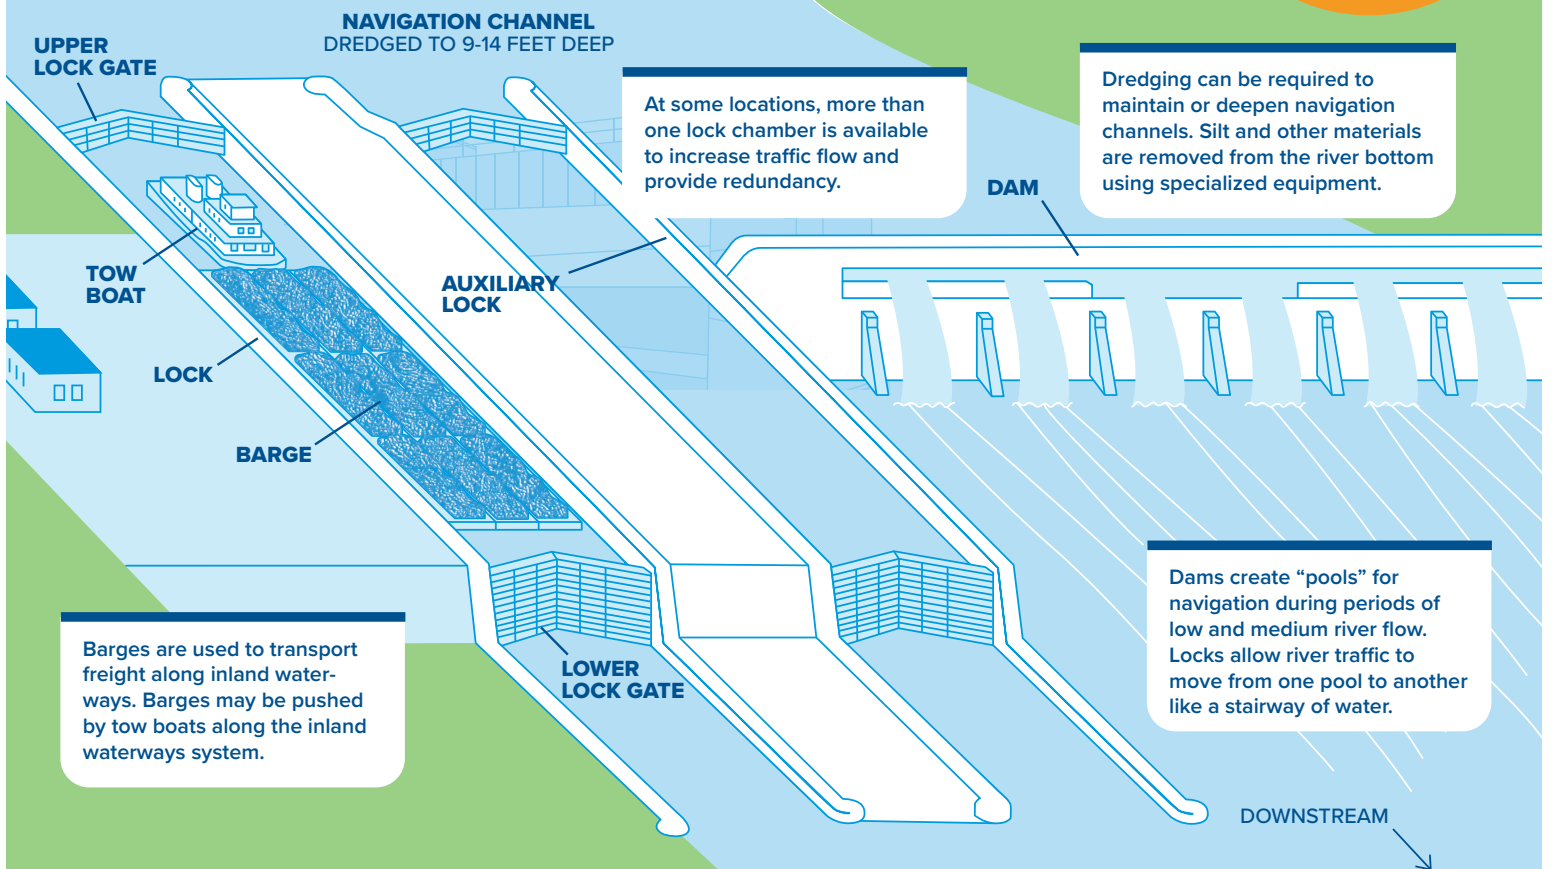 NAVIGATION CHANNEL
DREDGED TO 9-14 FEET DEEP
UPPER
LOCK GATE
At some locations, more than
one lock chamber is available
to increase traffic flow and
provide redundancy.
Dredging can be required to
maintain or deepen navigation
channels. Silt and other materials
are removed from the river bottom
using specialized equipment.
DAM
TOW
BOAT
AUXILIARY
LOCK
LOCK
BARGE
Dams create “pools” for
navigation during periods of
low and medium river flow.
Locks allow river traffic to
move from one pool to another
like a stairway of water.
Barges are used to transport
freight along inland water-
ways. Barges may be pushed
by tow boats along the inland
waterways system.
LOWER
LOCK GATE
DOWNSTREAM